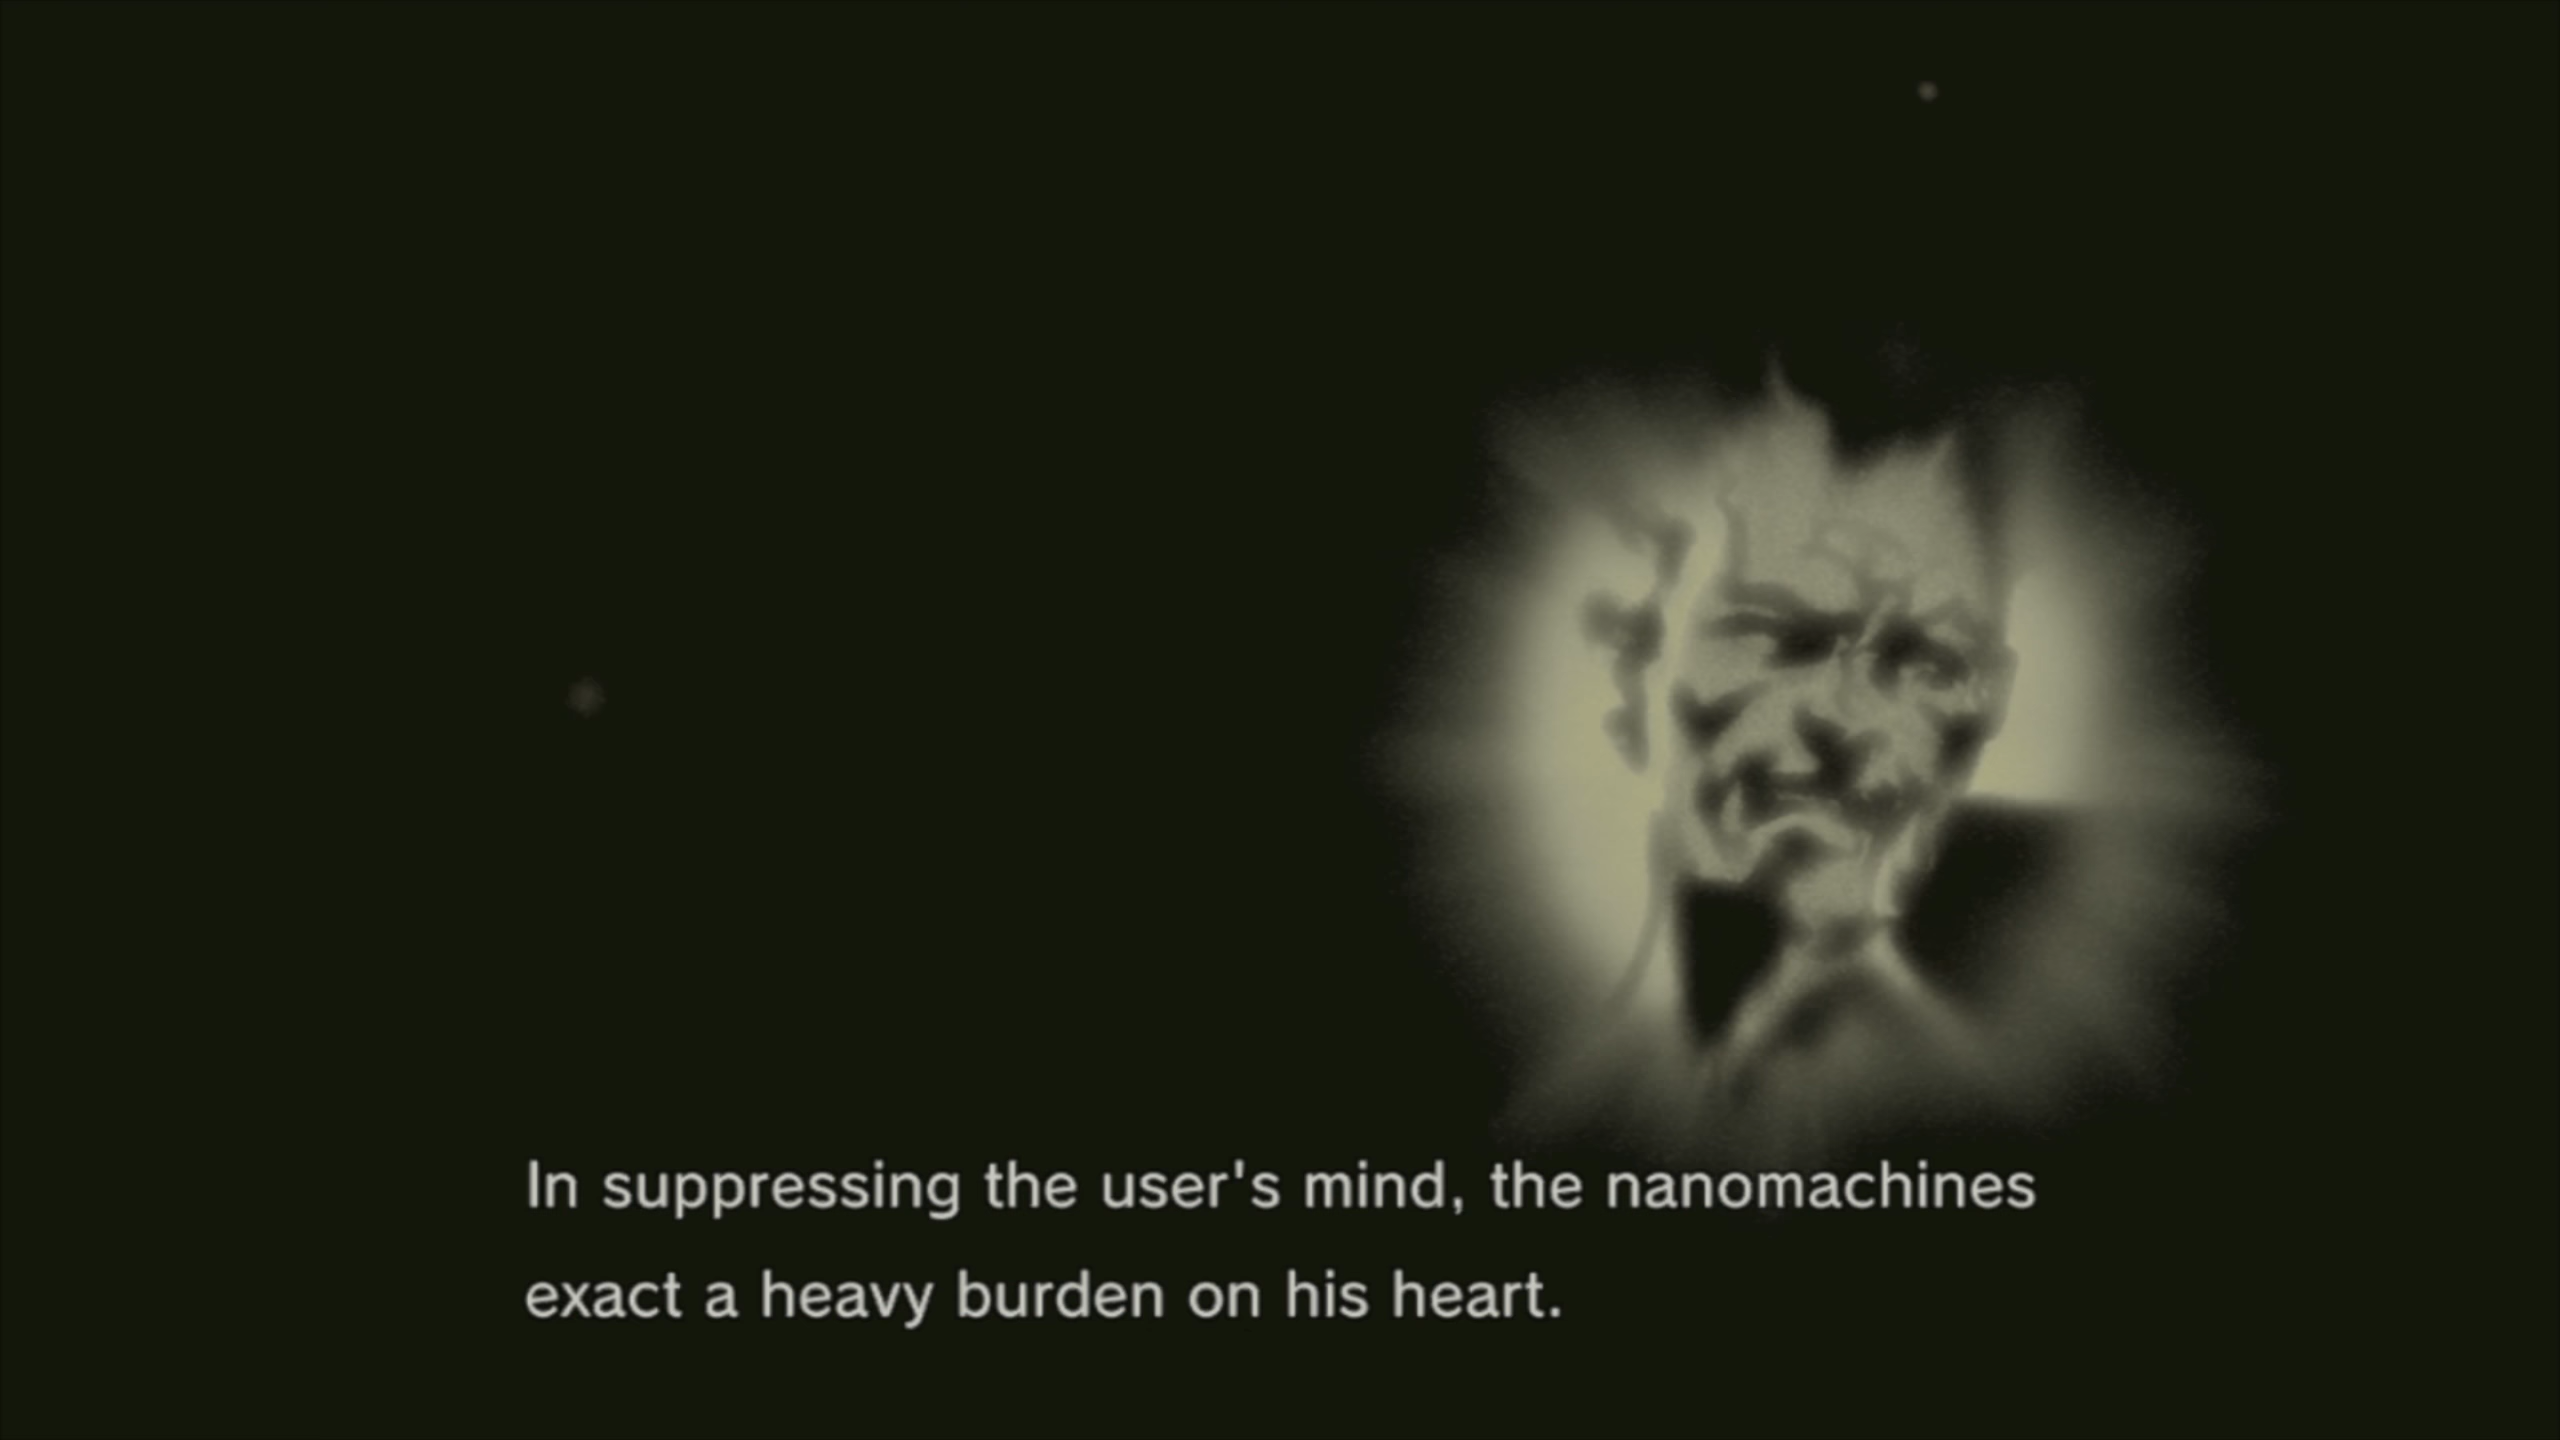 In suppressing the user's mind, the nanomachines
exact a heavy burden on his heart.